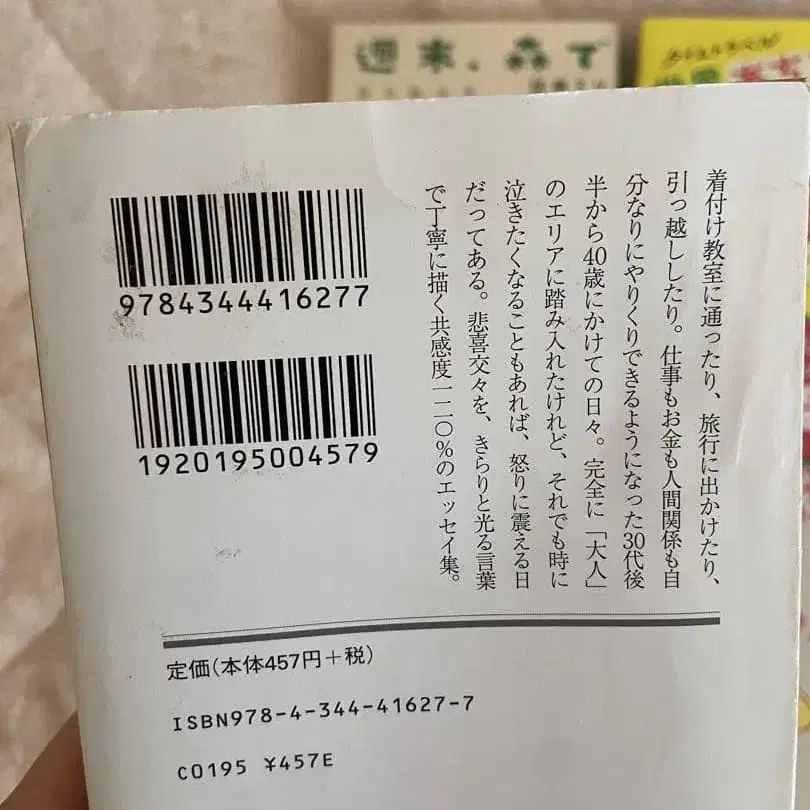 週末、森で
着付け教室に通ったり、旅行に出かけたり、
引っ越ししたり。仕事もお金も人間関係も自
分なりにやりくりできるようになった30代後
半から40歳にかけての日々。完全に「大人」
のエリアに踏み入れたけれど、それでも時に
泣きたくなることもあれば、怒りに震える日
だってある。悲喜交々を、きらりと光る言葉
で丁寧に描く共感度一二〇%のエッセイ集。
9784344416277
1920195004579
定価(本体457円+税)
ISBN978-4-344-41627-7
C0195 ¥457E